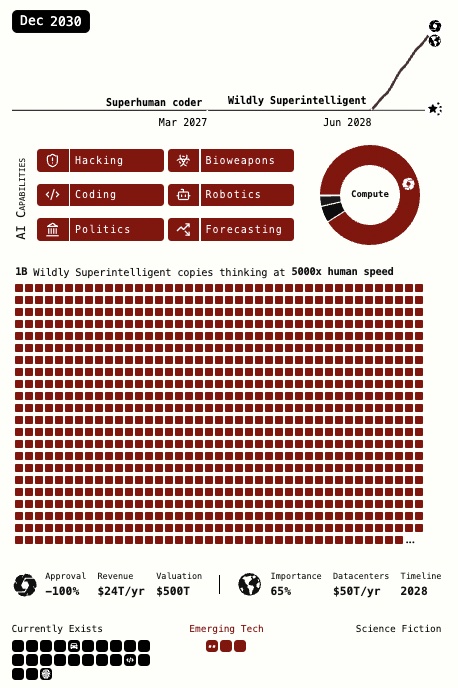 Dec 2030
Superhuman coder
Wildly Superintelligent
Mar 2027
Jun 2028
AI Capabilities
Hacking
Bioweapons
Coding
Robotics
Politics
Forecasting
Compute
1B Wildly Superintelligent copies thinking at 5000x human speed
...
Approval Revenue Valuation Importance Datacenters Timeline
−100% $24T/yr $500T 65% $50T/yr 2028
Currently Exists Emerging Tech Science Fiction